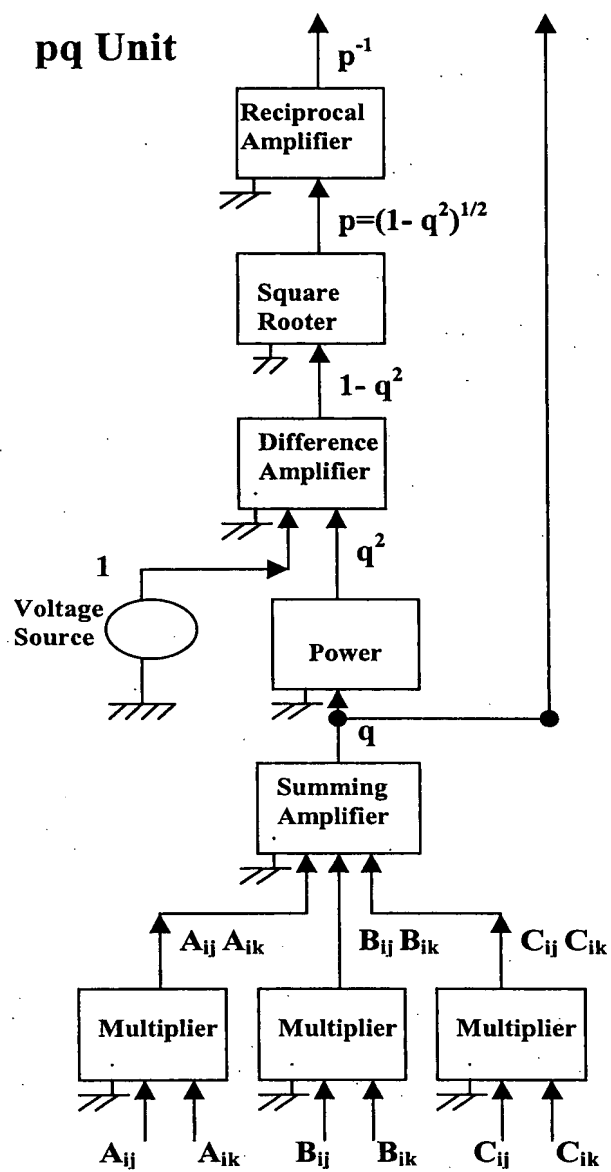 pq Unit
p⁻¹
Reciprocal
Amplifier
p=(1- q²)¹/²
Square
Rooter
1- q²
Difference
Amplifier
1
q²
Voltage
Source
Power
q
Summing
Amplifier
Aij Aik
Bij Bik
Cij Cik
Multiplier
Multiplier
Multiplier
Aij
Aik
Bij
Bik
Cij
Cik